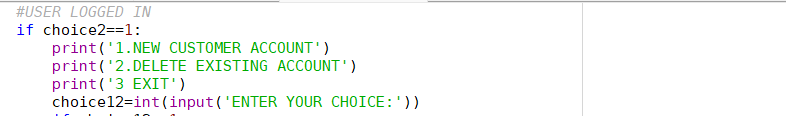 #USER LOGGED IN
if choice2==1:
    print('1.NEW CUSTOMER ACCOUNT')
    print('2.DELETE EXISTING ACCOUNT')
    print('3 EXIT')
    choice12=int(input('ENTER YOUR CHOICE:'))